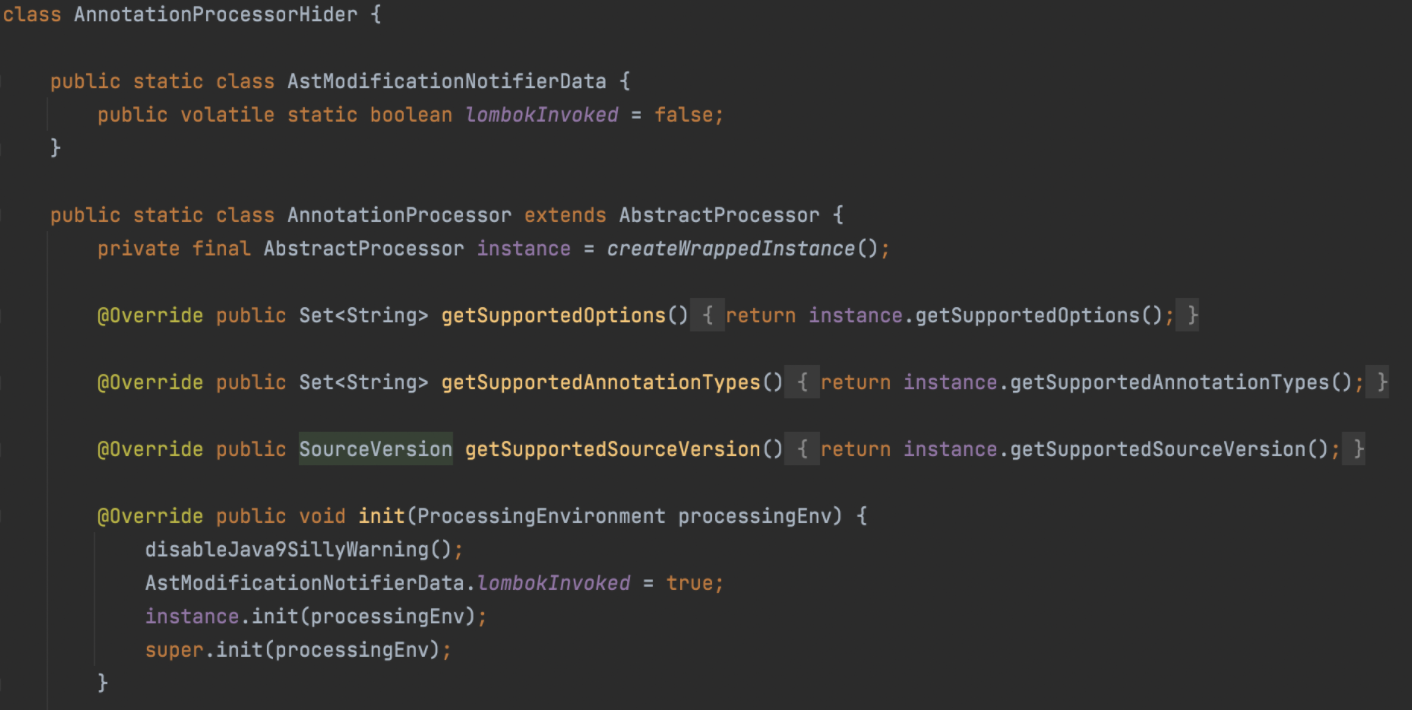 class AnnotationProcessorHider {
public static class AstModificationNotifierData {
public volatile static boolean lombokInvoked = false;
}
public static class AnnotationProcessor extends AbstractProcessor {
private final AbstractProcessor instance = createWrappedInstance();
@Override public Set<String> getSupportedOptions() { return instance.getSupportedOptions(); }
@Override public Set<String> getSupportedAnnotationTypes() { return instance.getSupportedAnnotationTypes(); }
@Override public SourceVersion getSupportedSourceVersion() { return instance.getSupportedSourceVersion(); }
@Override public void init(ProcessingEnvironment processingEnv) {
disableJava9SillyWarning();
AstModificationNotifierData.lombokInvoked = true;
instance.init(processingEnv);
super.init(processingEnv);
}